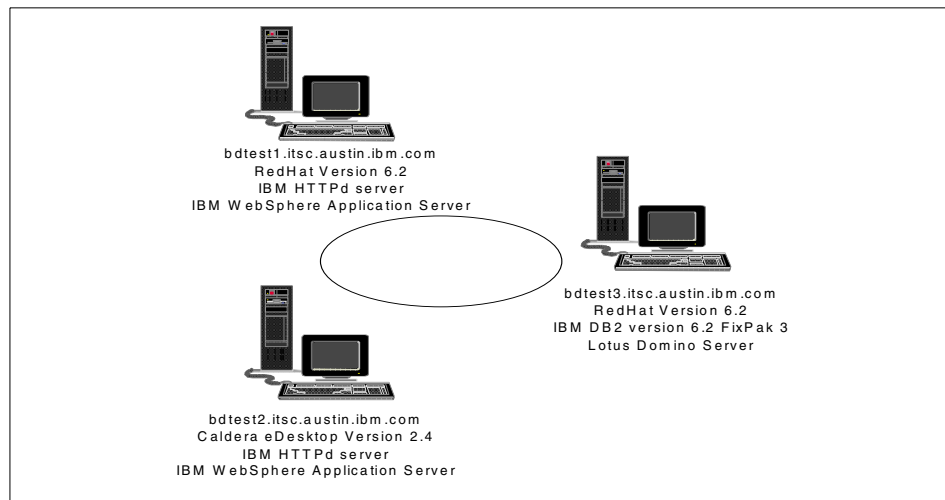 bdtest1.itsc.austin.ibm.com
RedHat Version 6.2
IBM HTTPd server
IBM WebSphere Application Server
bdtest3.itsc.austin.ibm.com
RedHat Version 6.2
IBM DB2 version 6.2 FixPak 3
Lotus Domino Server
bdtest2.itsc.austin.ibm.com
Caldera eDesktop Version 2.4
IBM HTTPd server
IBM WebSphere Application Server